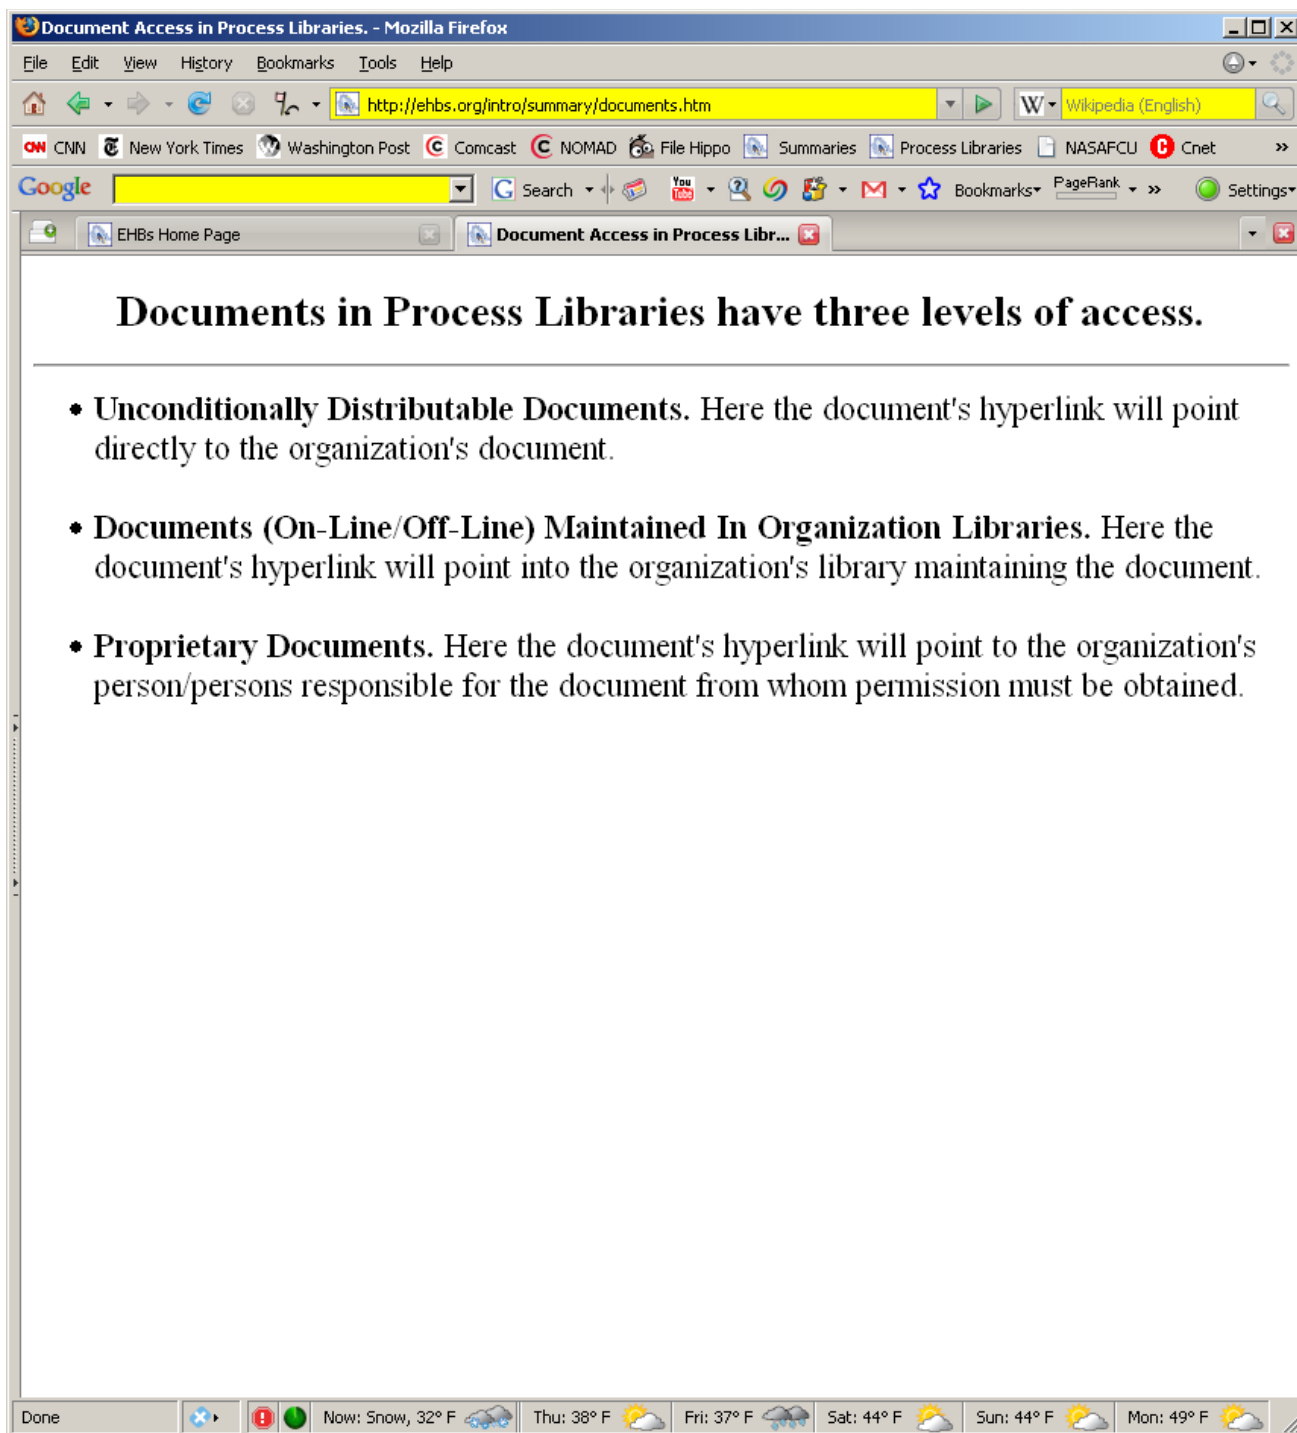 Document Access in Process Libraries. - Mozilla Firefox
File Edit View History Bookmarks Tools Help
http://ehbs.org/intro/summary/documents.htm W Wikipedia (English)
CNN CNN New York Times Washington Post C Comcast C NOMAD File Hippo Summaries Process Libraries NASAFCU C Cnet »
Google G Search You Tube M Bookmarks PageRank » Settings
EHBs Home Page Document Access in Process Libr...
Documents in Process Libraries have three levels of access.
• Unconditionally Distributable Documents. Here the document's hyperlink will point
directly to the organization's document.
• Documents (On-Line/Off-Line) Maintained In Organization Libraries. Here the
document's hyperlink will point into the organization's library maintaining the document.
• Proprietary Documents. Here the document's hyperlink will point to the organization's
person/persons responsible for the document from whom permission must be obtained.
Done Now: Snow, 32° F Thu: 38° F Fri: 37° F Sat: 44° F Sun: 44° F Mon: 49° F